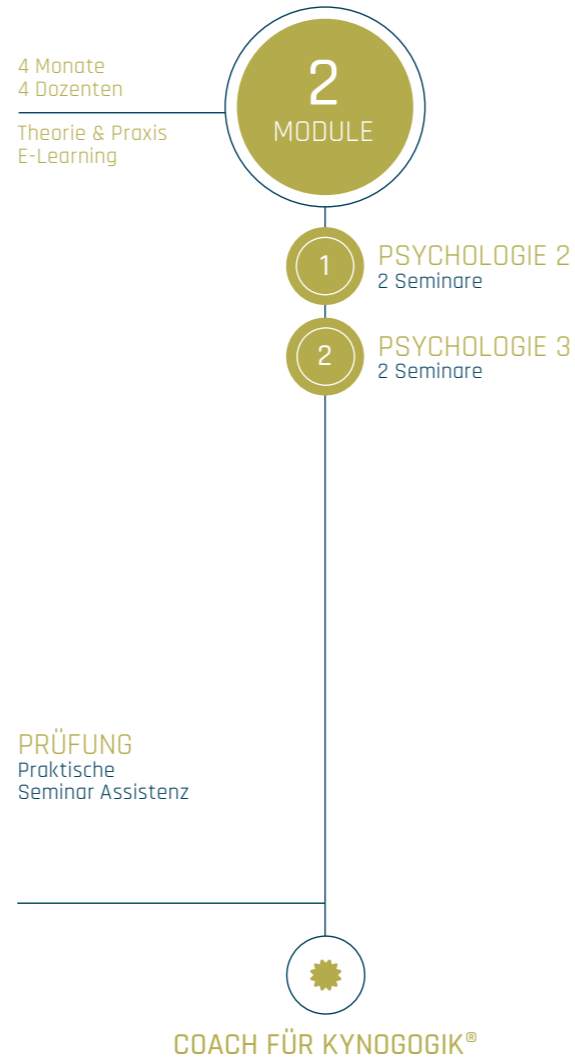 4 Monate
4 Dozenten
Theorie & Praxis
E-Learning
2
MODULE
1
PSYCHOLOGIE 2
2 Seminare
2
PSYCHOLOGIE 3
2 Seminare
PRÜFUNG
Praktische
Seminar Assistenz
COACH FÜR KYNOGOGIK®